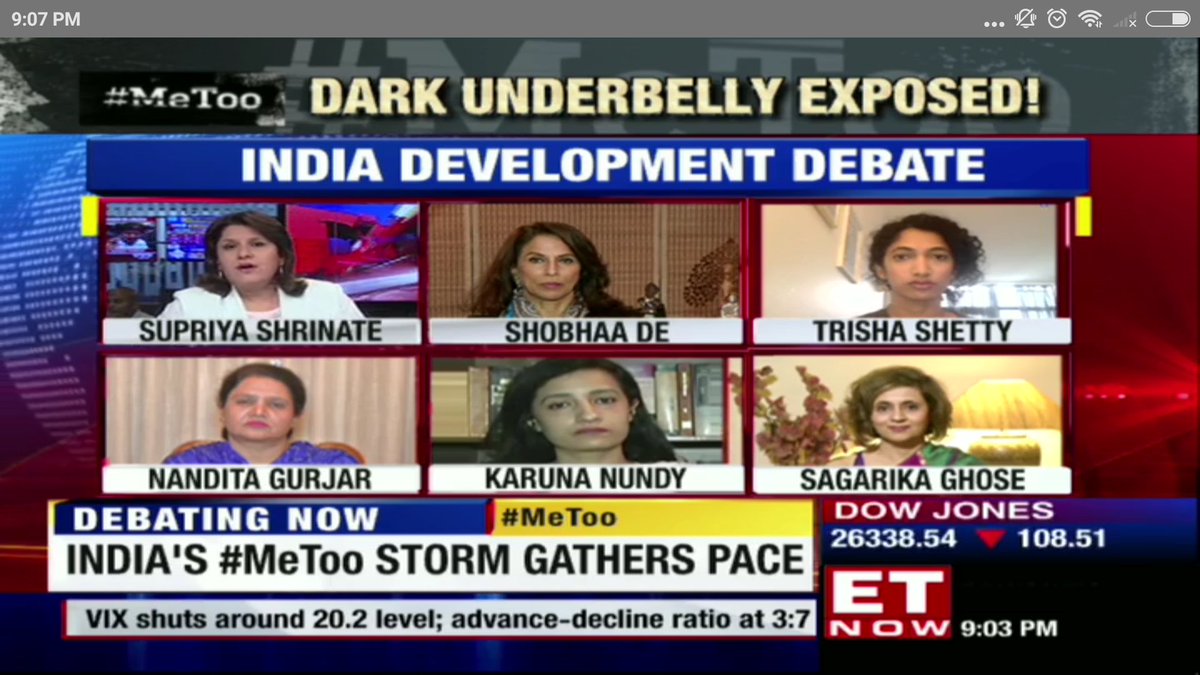 9:07 PM
#MeToo DARK UNDERBELLY EXPOSED!
INDIA DEVELOPMENT DEBATE
SUPRIYA SHRINATE
SHOBHAA DE
TRISHA SHETTY
NANDITA GURJAR
KARUNA NUNDY
SAGARIKA GHOSE
DEBATING NOW
#MeToo
INDIA'S #MeToo STORM GATHERS PACE
VIX shuts around 20.2 level; advance-decline ratio at 3:7
DOW JONES
26338.54 ▼ 108.51
ET
NOW
9:03 PM